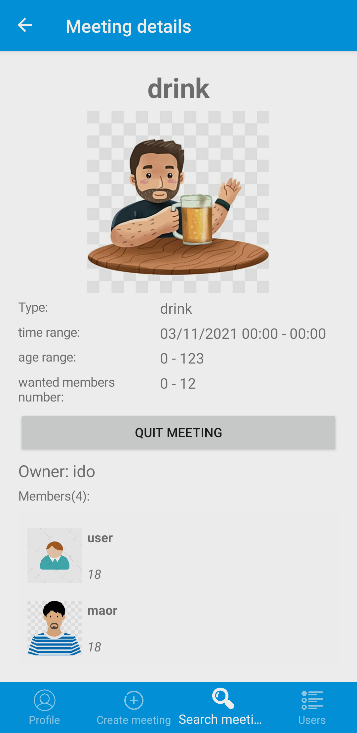 Meeting details
drink
Type: drink
time range: 03/11/2021 00:00 - 00:00
age range: 0 - 123
wanted members number: 0 - 12
QUIT MEETING
Owner: ido
Members(4):
user
18
maor
18
Profile Create meeting Search meeti... Users